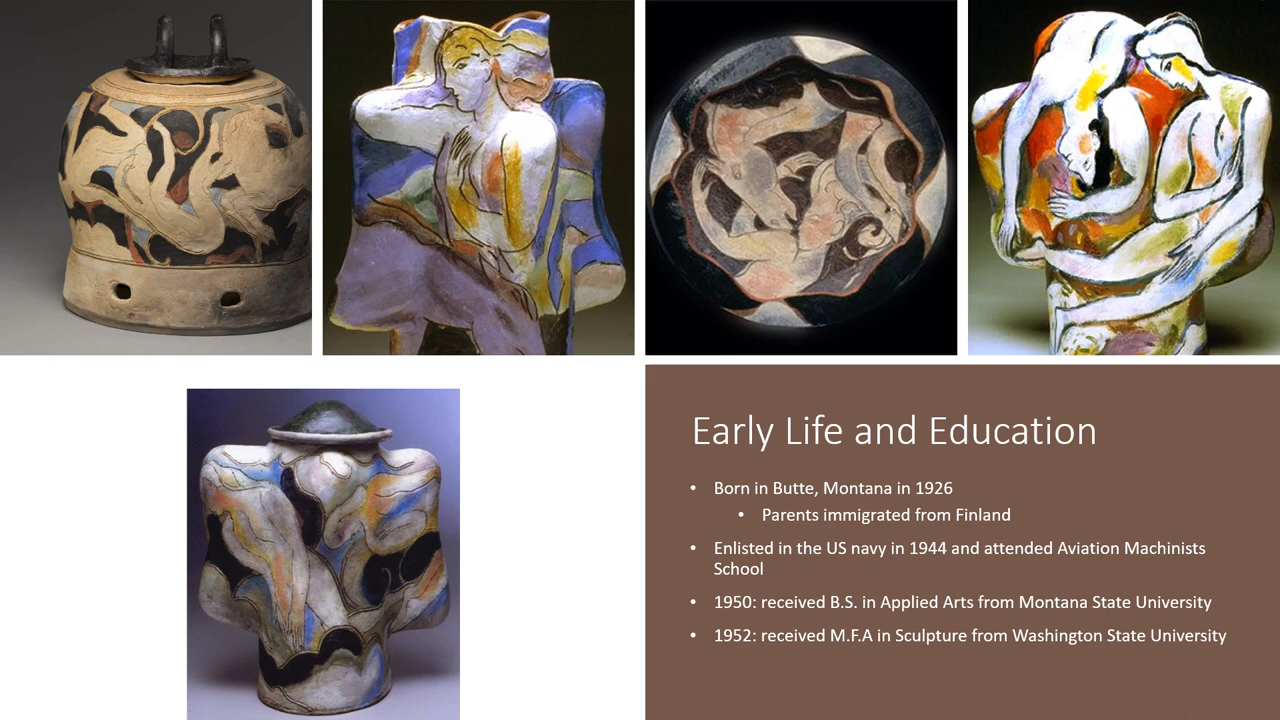 Early Life and Education
• Born in Butte, Montana in 1926
• Parents immigrated from Finland
• Enlisted in the US navy in 1944 and attended Aviation Machinists
School
• 1950: received B.S. in Applied Arts from Montana State University
• 1952: received M.F.A in Sculpture from Washington State University